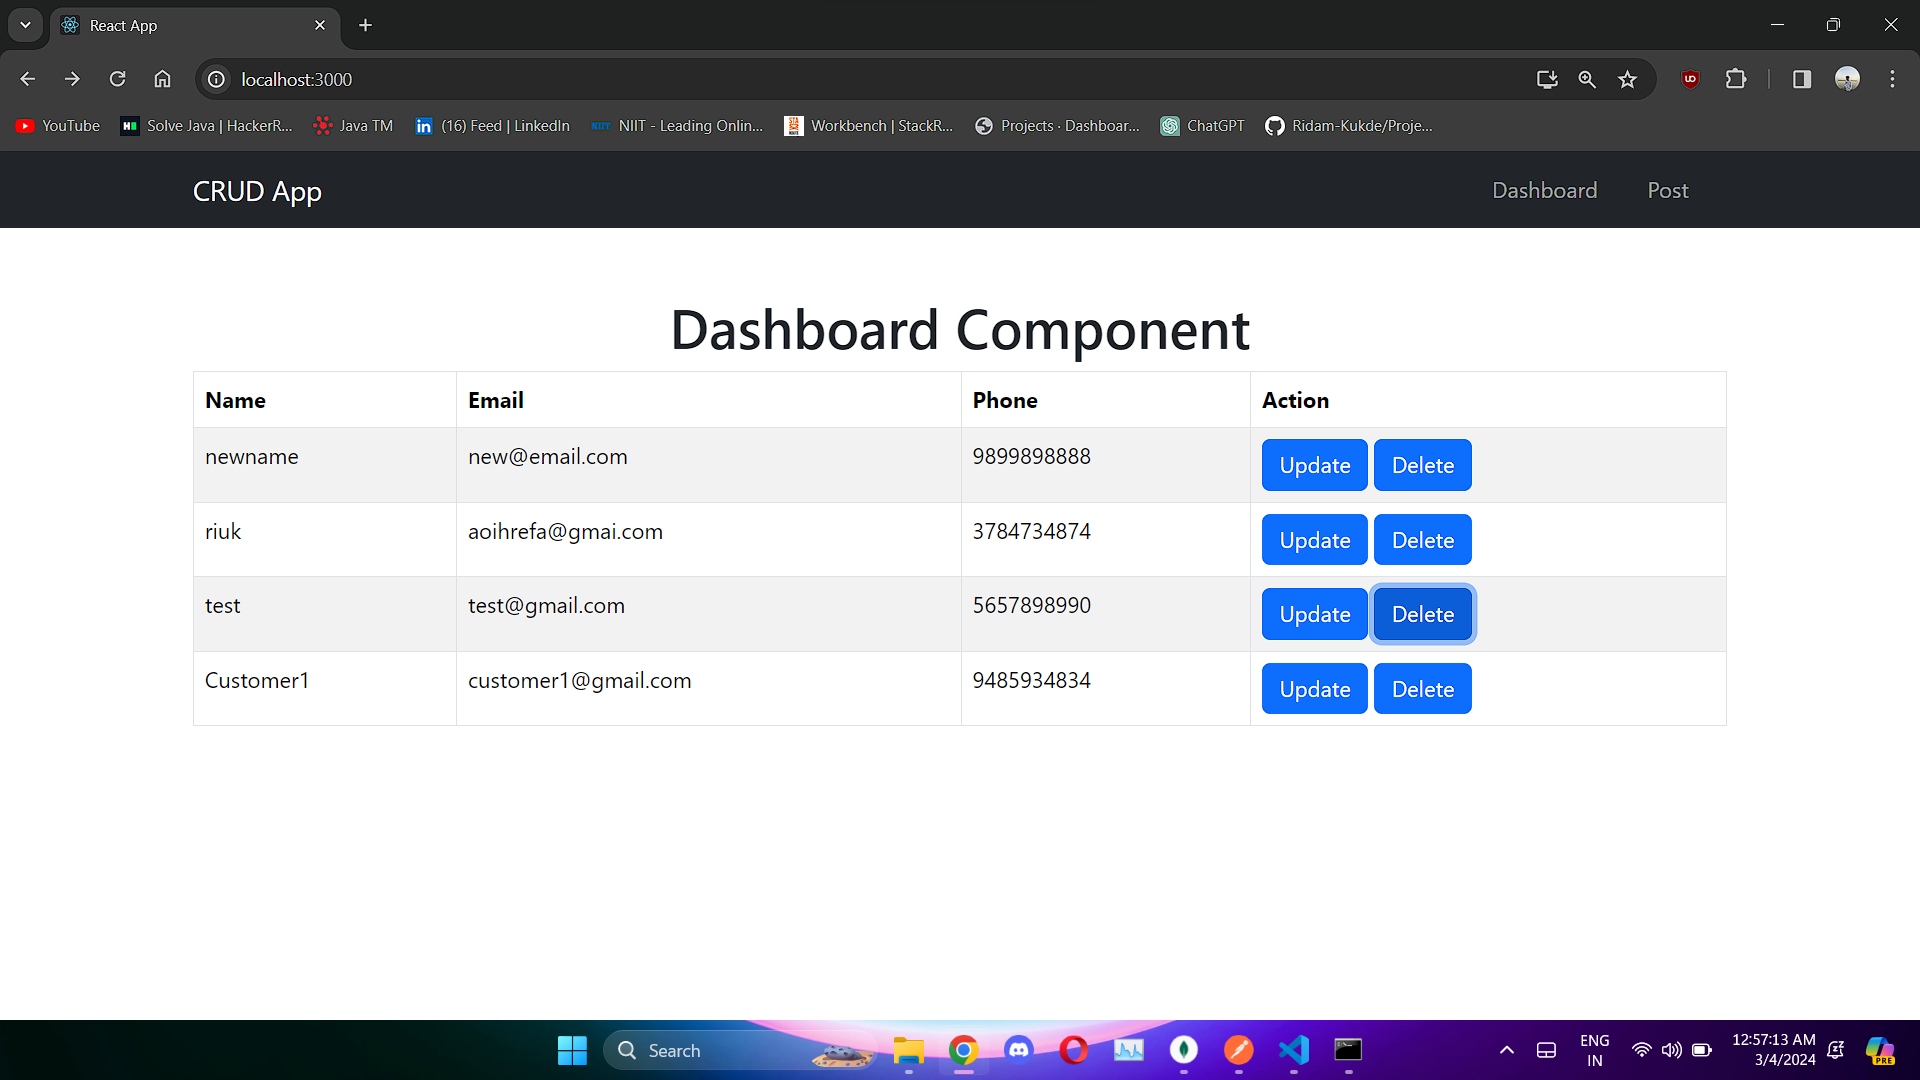 React App
localhost:3000
YouTube Solve Java | HackerR... Java TM (16) Feed | LinkedIn NIIT - Leading Onlin... Workbench | StackR... Projects · Dashboar... ChatGPT Ridam-Kukde/Proje...
CRUD App Dashboard Post
Dashboard Component
Name Email Phone Action
newname new@email.com 9899898888 Update Delete
riuk aoihrefa@gmai.com 3784734874 Update Delete
test test@gmail.com 5657898990 Update Delete
Customer1 customer1@gmail.com 9485934834 Update Delete
Search
ENG
IN
12:57:13 AM
3/4/2024
PRE